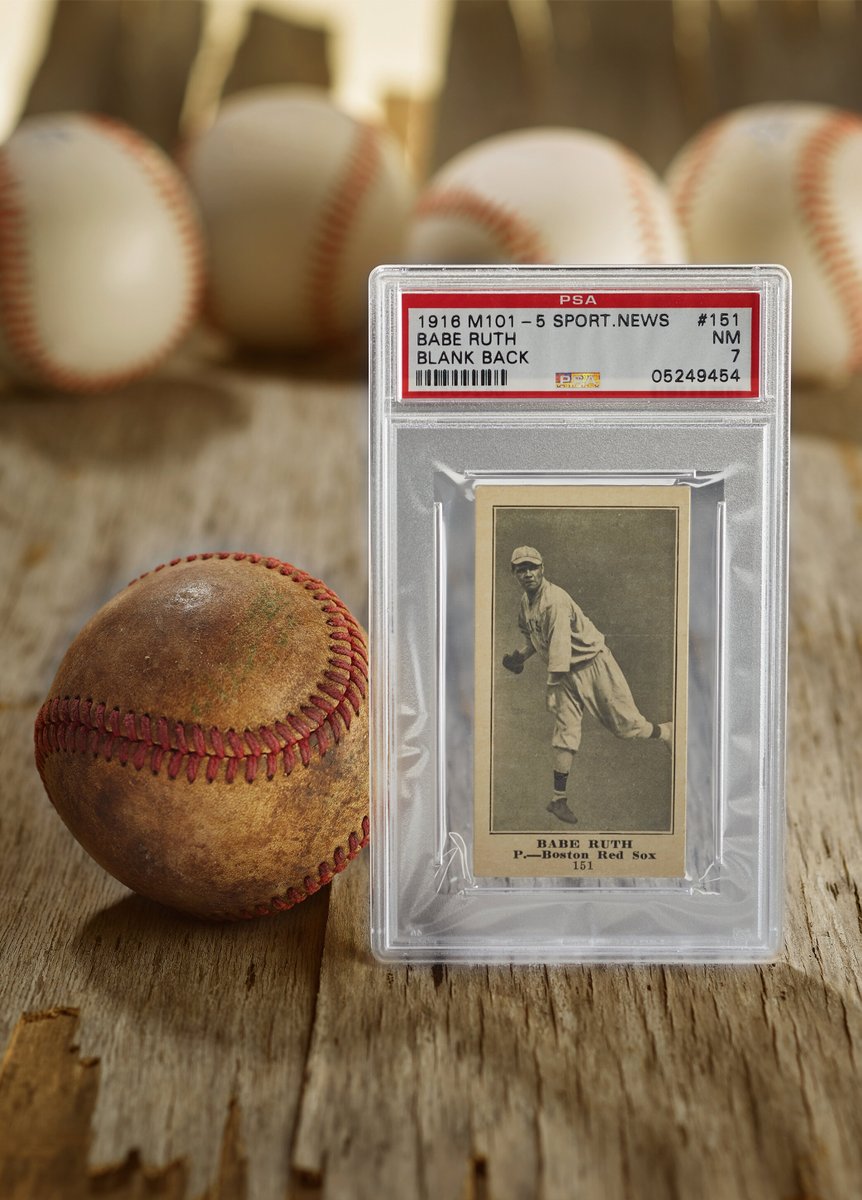 PSA
1916 M101-5 SPORT.NEWS #151
BABE RUTH NM
BLANK BACK 7
05249454
BABE RUTH
P.—Boston Red Sox
151